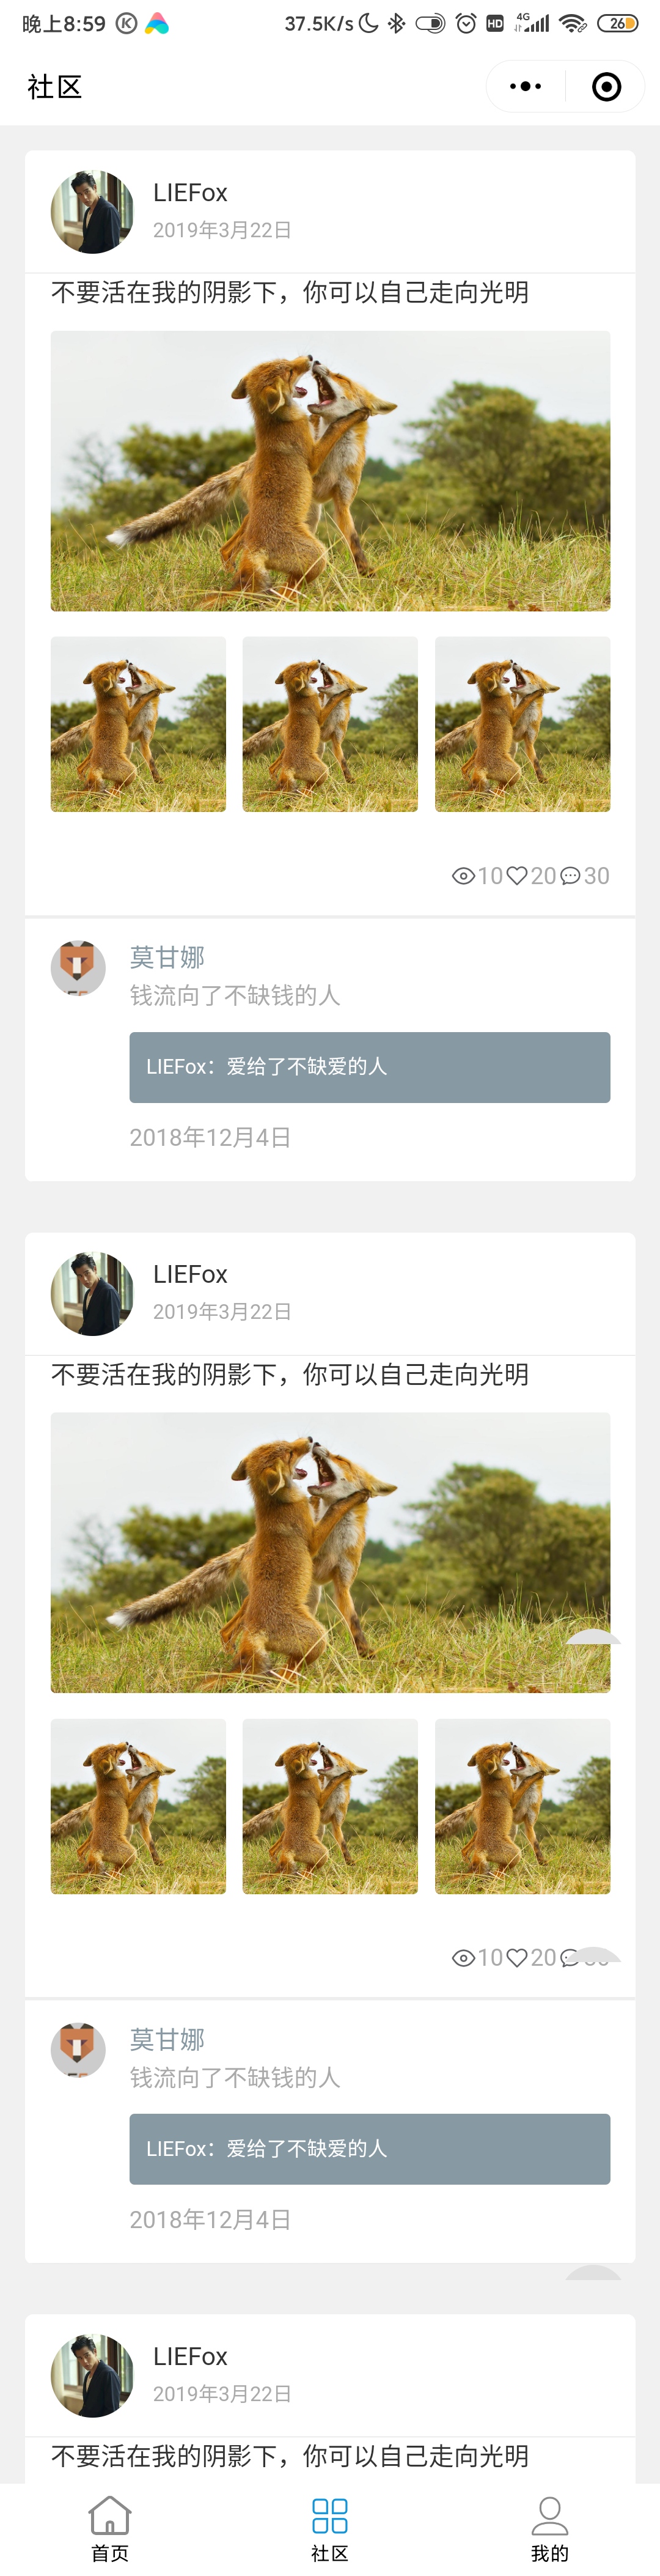 晚上8:59 37.5K/s HD 4G 26
社区
LIEFox
2019年3月22日
不要活在我的阴影下，你可以自己走向光明
10 20 30
莫甘娜
钱流向了不缺钱的人
LIEFox：爱给了不缺爱的人
2018年12月4日
LIEFox
2019年3月22日
不要活在我的阴影下，你可以自己走向光明
10 20
莫甘娜
钱流向了不缺钱的人
LIEFox：爱给了不缺爱的人
2018年12月4日
LIEFox
2019年3月22日
不要活在我的阴影下，你可以自己走向光明
首页 社区 我的